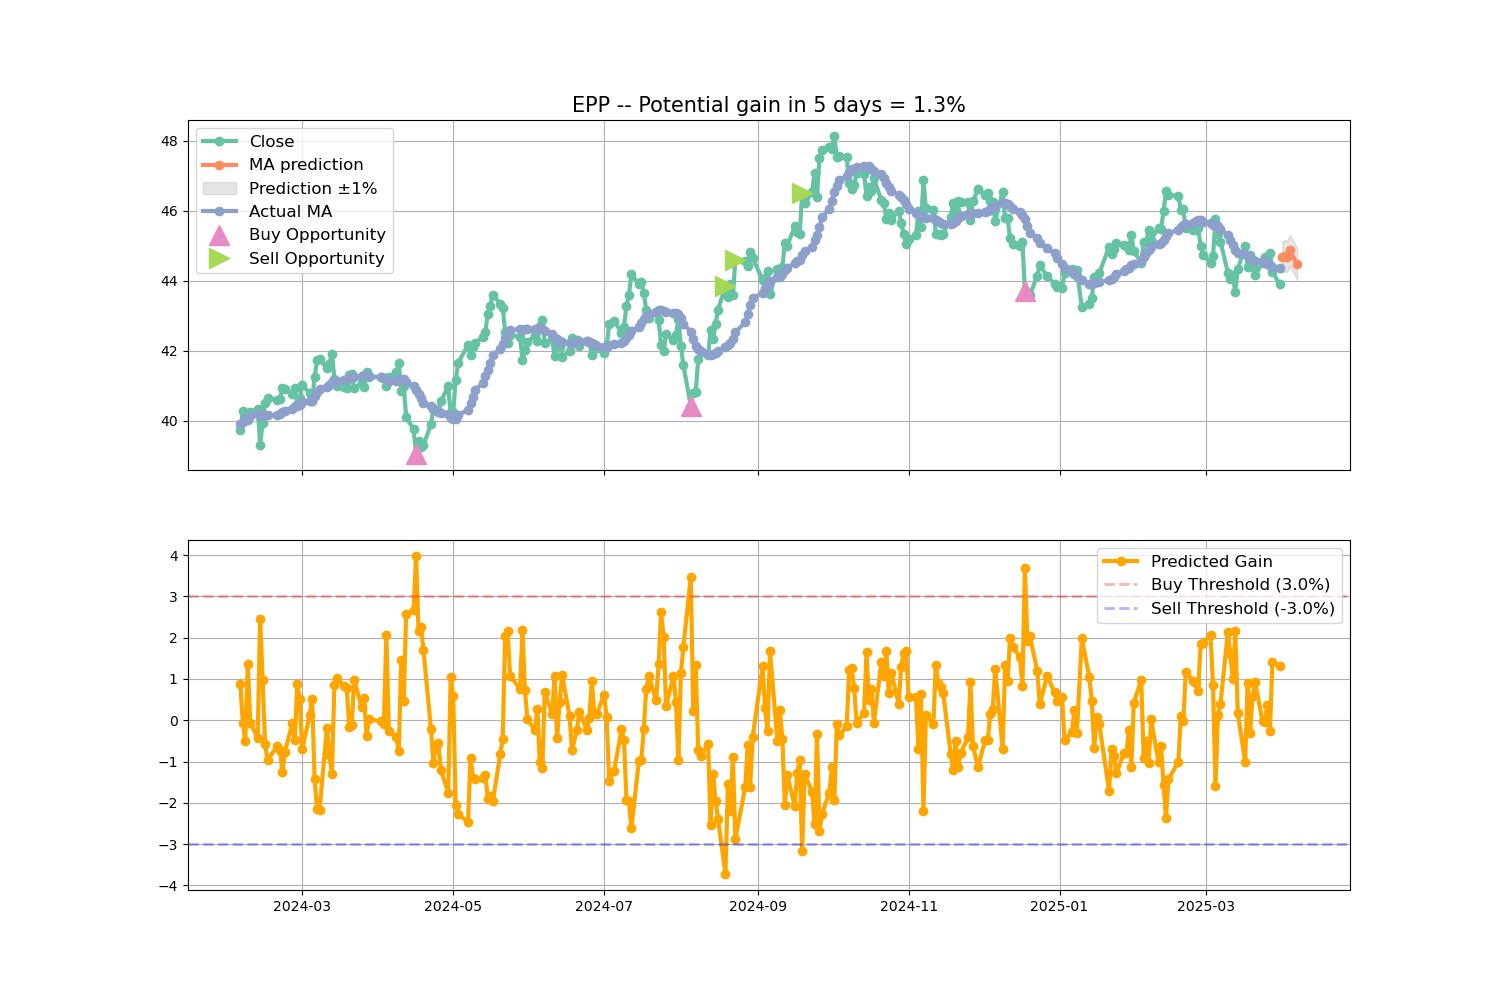 EPP -- Potential gain in 5 days = 1.3%
48
46
44
42
40
Close
MA prediction
Prediction ±1%
Actual MA
Buy Opportunity
Sell Opportunity
4
3
2
1
0
−1
−2
−3
−4
Predicted Gain
Buy Threshold (3.0%)
Sell Threshold (-3.0%)
2024-03
2024-05
2024-07
2024-09
2024-11
2025-01
2025-03